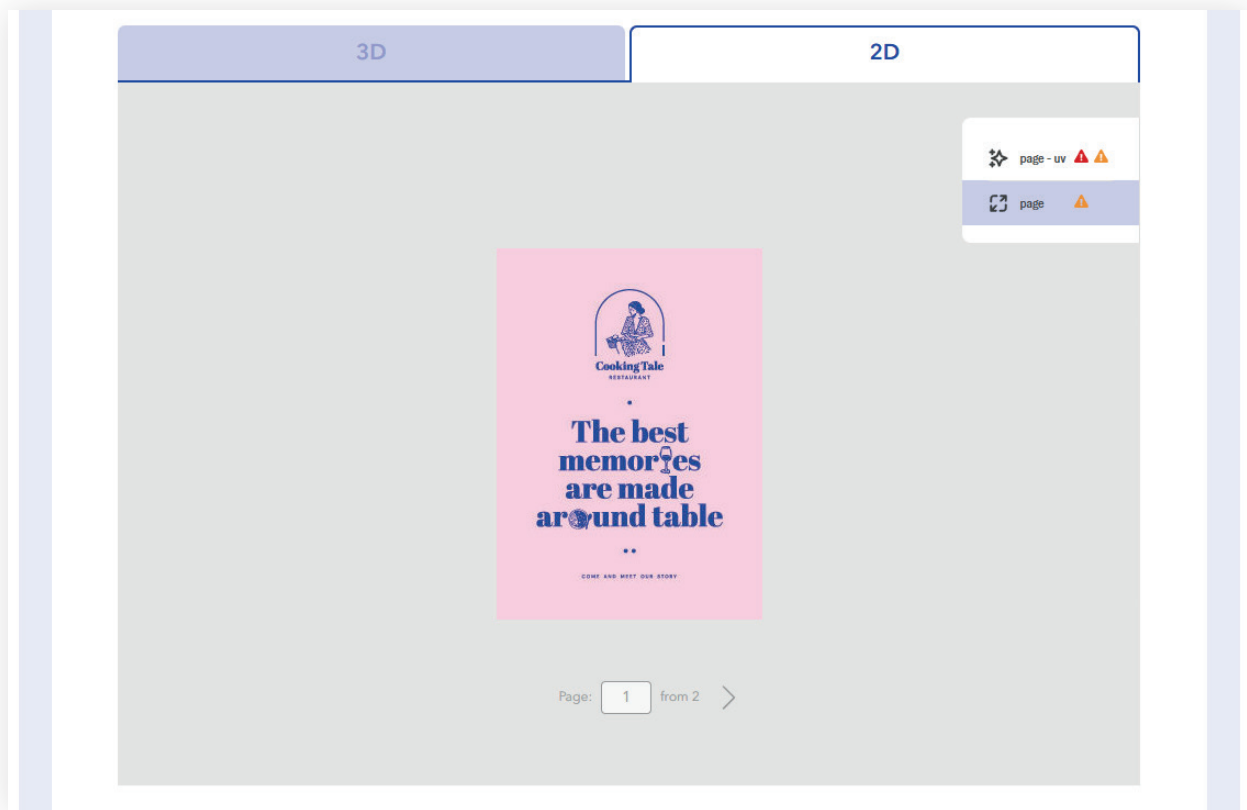 3D
2D
page - uv
page
Cooking Tale
RESTAURANT
The best
memories
are made
around table
COME AND MEET OUR STORY
Page: 1 from 2